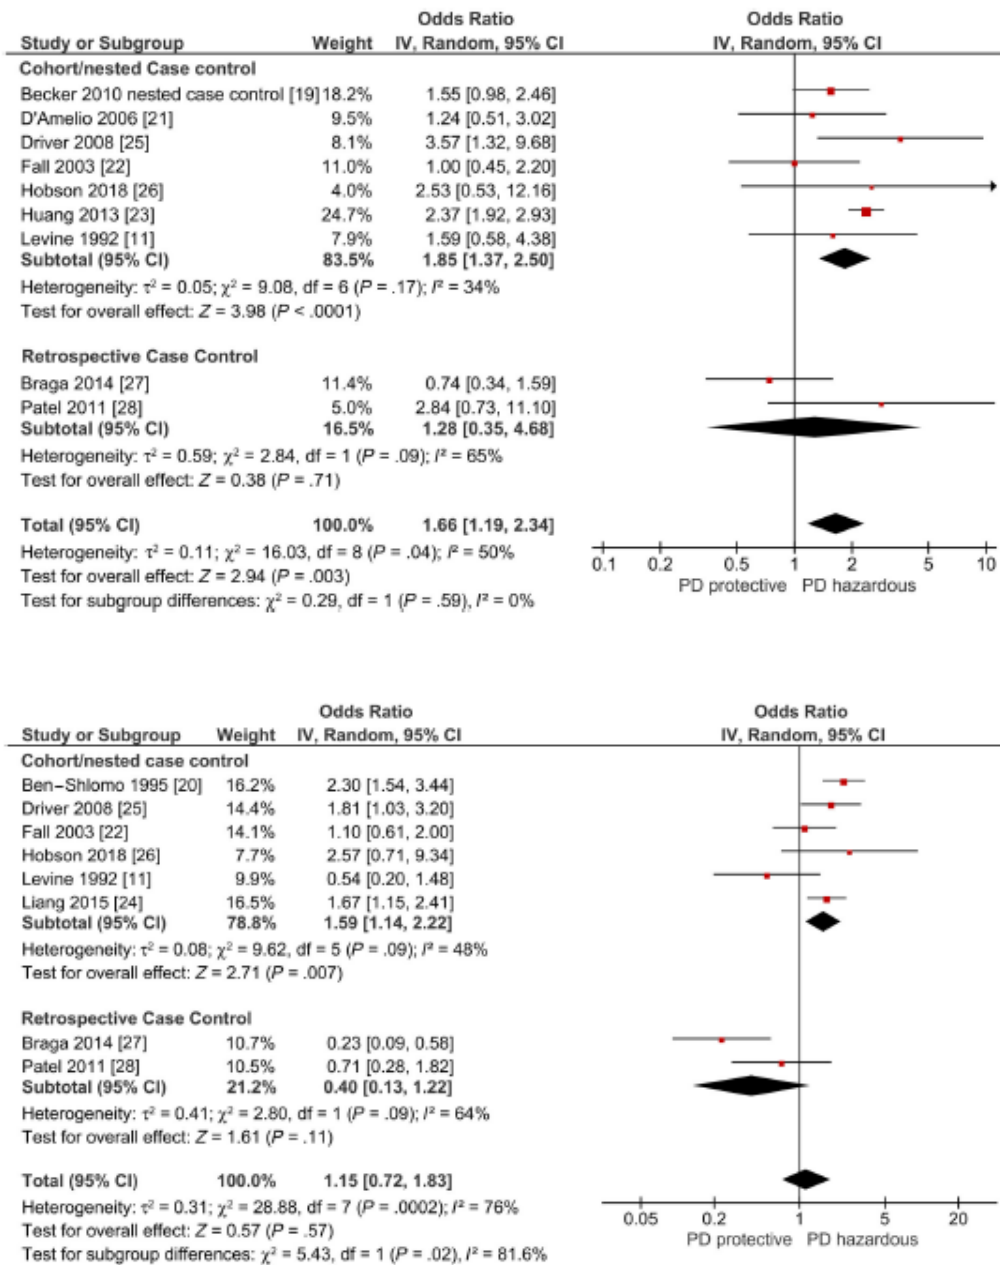 Odds Ratio Odds Ratio
Study or Subgroup Weight IV, Random, 95% CI IV, Random, 95% CI
Cohort/nested Case control
Becker 2010 nested case control [19] 18.2% 1.55 [0.98, 2.46]
D'Amelio 2006 [21] 9.5% 1.24 [0.51, 3.02]
Driver 2008 [25] 8.1% 3.57 [1.32, 9.68]
Fall 2003 [22] 11.0% 1.00 [0.45, 2.20]
Hobson 2018 [26] 4.0% 2.53 [0.53, 12.16]
Huang 2013 [23] 24.7% 2.37 [1.92, 2.93]
Levine 1992 [11] 7.9% 1.59 [0.58, 4.38]
Subtotal (95% CI) 83.5% 1.85 [1.37, 2.50]
Heterogeneity: τ² = 0.05; χ² = 9.08, df = 6 (P = .17); I² = 34%
Test for overall effect: Z = 3.98 (P < .0001)
Retrospective Case Control
Braga 2014 [27] 11.4% 0.74 [0.34, 1.59]
Patel 2011 [28] 5.0% 2.84 [0.73, 11.10]
Subtotal (95% CI) 16.5% 1.28 [0.35, 4.68]
Heterogeneity: τ² = 0.59; χ² = 2.84, df = 1 (P = .09); I² = 65%
Test for overall effect: Z = 0.38 (P = .71)
Total (95% CI) 100.0% 1.66 [1.19, 2.34]
Heterogeneity: τ² = 0.11; χ² = 16.03, df = 8 (P = .04); I² = 50%
Test for overall effect: Z = 2.94 (P = .003)
Test for subgroup differences: χ² = 0.29, df = 1 (P = .59), I² = 0%
0.1 0.2 0.5 1 2 5 10
PD protective PD hazardous
Odds Ratio Odds Ratio
Study or Subgroup Weight IV, Random, 95% CI IV, Random, 95% CI
Cohort/nested case control
Ben-Shlomo 1995 [20] 16.2% 2.30 [1.54, 3.44]
Driver 2008 [25] 14.4% 1.81 [1.03, 3.20]
Fall 2003 [22] 14.1% 1.10 [0.61, 2.00]
Hobson 2018 [26] 7.7% 2.57 [0.71, 9.34]
Levine 1992 [11] 9.9% 0.54 [0.20, 1.48]
Liang 2015 [24] 16.5% 1.67 [1.15, 2.41]
Subtotal (95% CI) 78.8% 1.59 [1.14, 2.22]
Heterogeneity: τ² = 0.08; χ² = 9.62, df = 5 (P = .09); I² = 48%
Test for overall effect: Z = 2.71 (P = .007)
Retrospective Case Control
Braga 2014 [27] 10.7% 0.23 [0.09, 0.58]
Patel 2011 [28] 10.5% 0.71 [0.28, 1.82]
Subtotal (95% CI) 21.2% 0.40 [0.13, 1.22]
Heterogeneity: τ² = 0.41; χ² = 2.80, df = 1 (P = .09); I² = 64%
Test for overall effect: Z = 1.61 (P = .11)
Total (95% CI) 100.0% 1.15 [0.72, 1.83]
Heterogeneity: τ² = 0.31; χ² = 28.88, df = 7 (P = .0002); I² = 76%
Test for overall effect: Z = 0.57 (P = .57)
Test for subgroup differences: χ² = 5.43, df = 1 (P = .02), I² = 81.6%
0.05 0.2 1 5 20
PD protective PD hazardous